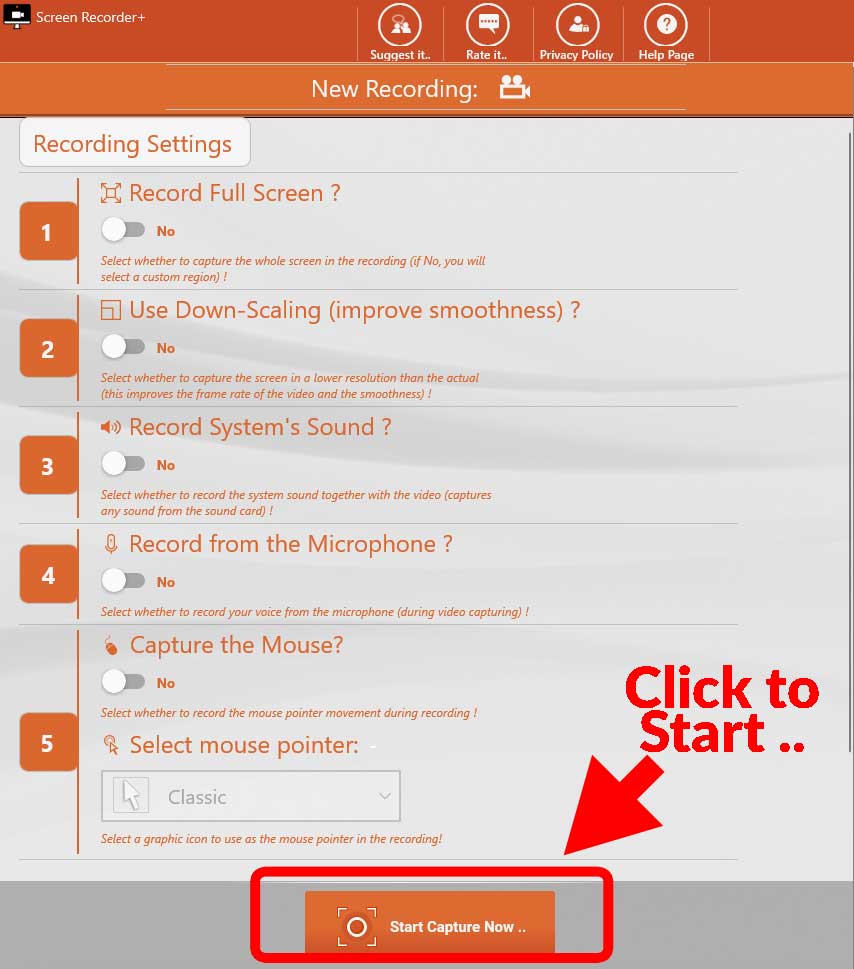 Screen Recorder+
Suggest it..
Rate it..
Privacy Policy
Help Page
New Recording:
Recording Settings
1
Record Full Screen ?
No
Select whether to capture the whole screen in the recording (if No, you will
select a custom region) !
2
Use Down-Scaling (improve smoothness) ?
No
Select whether to capture the screen in a lower resolution than the actual
(this improves the frame rate of the video and the smoothness) !
3
Record System's Sound ?
No
Select whether to record the system sound together with the video (captures
any sound from the sound card) !
4
Record from the Microphone ?
No
Select whether to record your voice from the microphone (during video capturing) !
5
Capture the Mouse?
No
Select whether to record the mouse pointer movement during recording !
Select mouse pointer:
Classic
Select a graphic icon to use as the mouse pointer in the recording!
Click to
Start ..
Start Capture Now ..